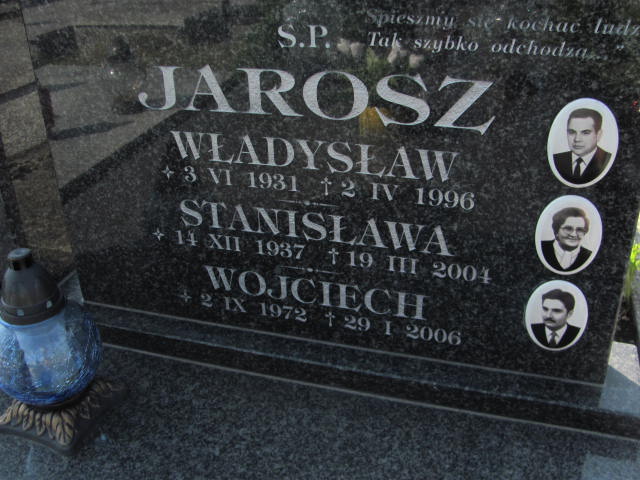 Ś.P.
"Śpieszmy się kochać ludz
Tak szybko odchodzą..."
JAROSZ
WŁADYSŁAW
3 VI 1931 † 2 IV 1996
STANISŁAWA
14 XII 1937 † 19 III 2004
WOJCIECH
2 IX 1972 † 29 I 2006